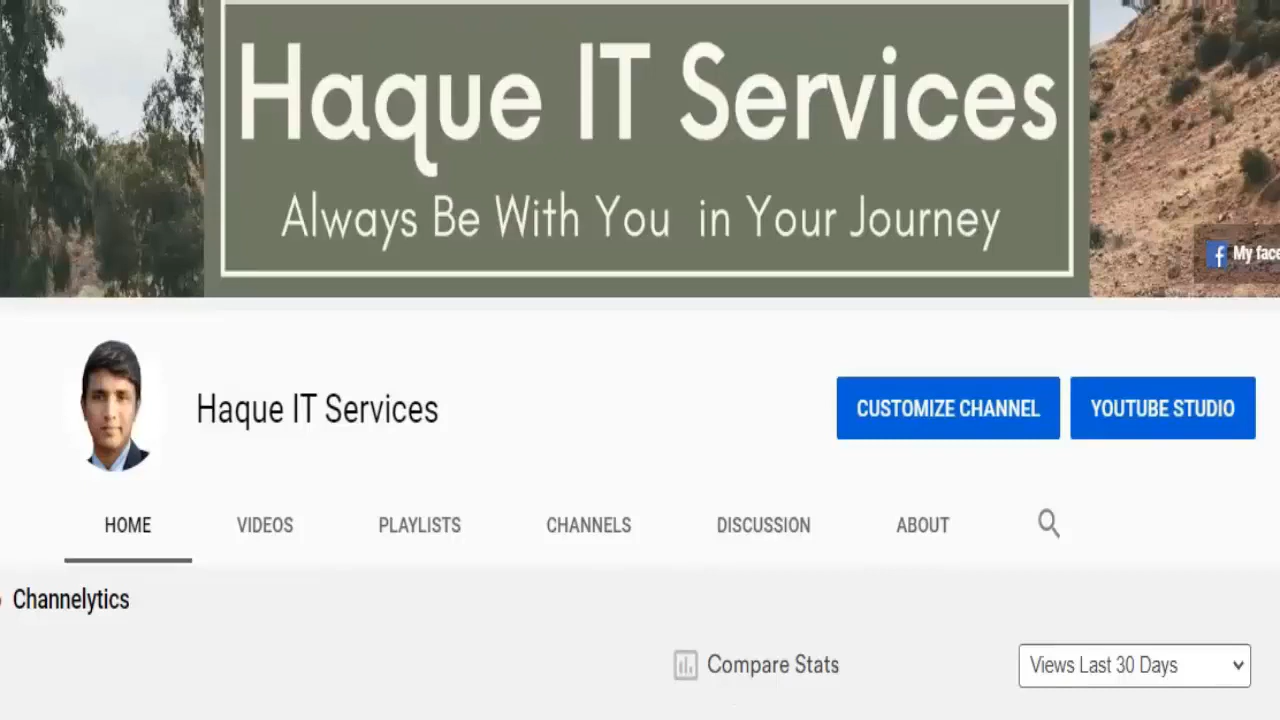 Haque IT Services
Always Be With You in Your Journey
My face
Haque IT Services
CUSTOMIZE CHANNEL
YOUTUBE STUDIO
HOME VIDEOS PLAYLISTS CHANNELS DISCUSSION ABOUT
Channelytics
Compare Stats
Views Last 30 Days